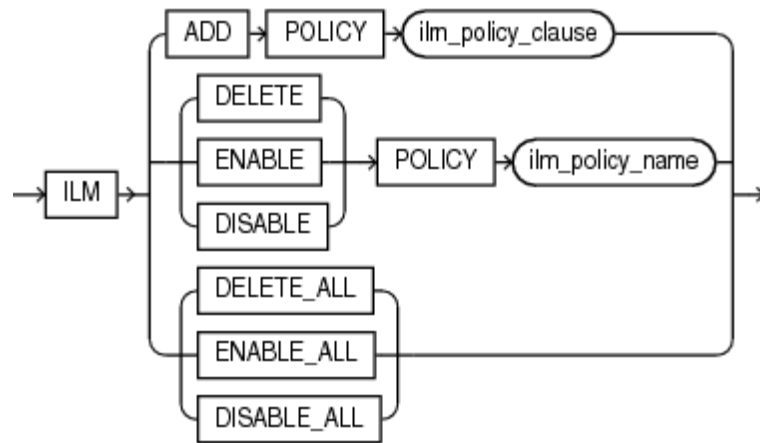 ADD POLICY ilm_policy_clause
DELETE
ENABLE POLICY ilm_policy_name
ILM
DISABLE
DELETE_ALL
ENABLE_ALL
DISABLE_ALL